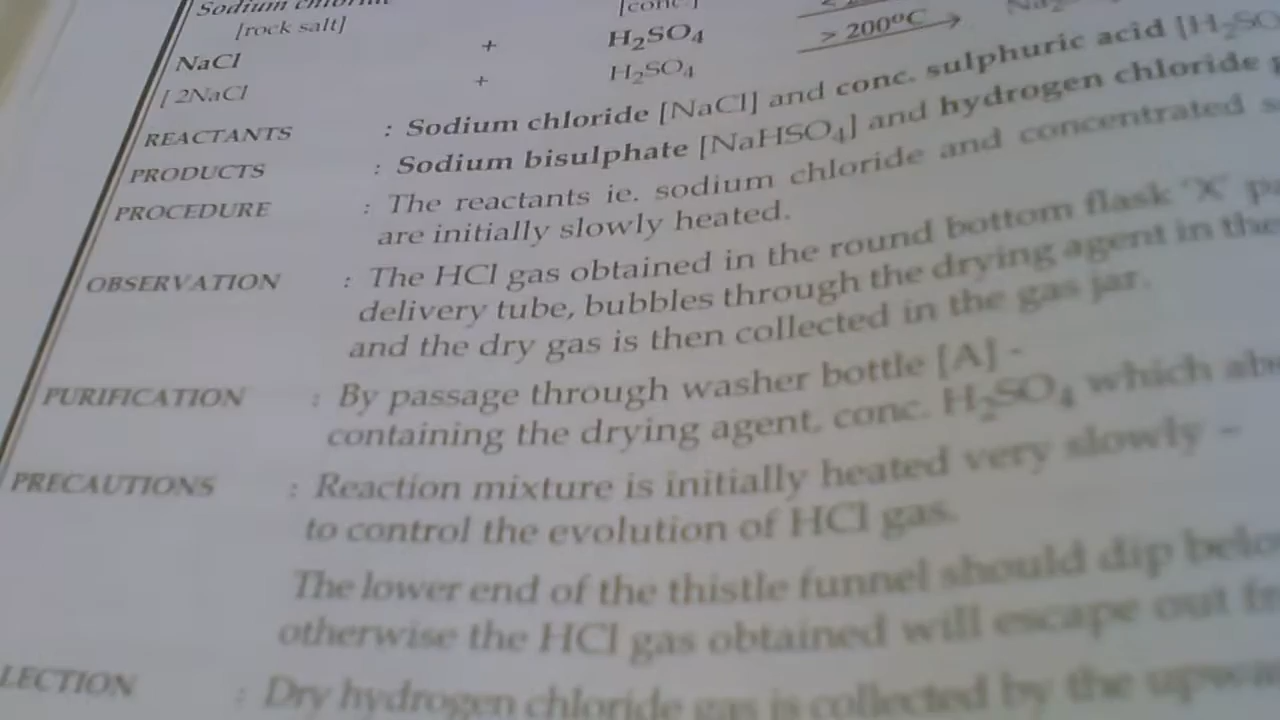 Sodium
[rock salt] [conc.]
NaCl + H₂SO₄ > 200°C
[ 2NaCl + H₂SO₄
REACTANTS : Sodium chloride [NaCl] and conc. sulphuric acid [H₂SO
PRODUCTS : Sodium bisulphate [NaHSO₄] and hydrogen chloride
PROCEDURE : The reactants ie. sodium chloride and concentrated
are initially slowly heated.
OBSERVATION : The HCl gas obtained in the round bottom flask 'X'
delivery tube, bubbles through the drying agent in the
and the dry gas is then collected in the gas jar.
PURIFICATION : By passage through washer bottle [A] -
containing the drying agent, conc. H₂SO₄ which
PRECAUTIONS : Reaction mixture is initially heated very slowly –
to control the evolution of HCl gas.
The lower end of the thistle funnel should dip
otherwise the HCl gas obtained will escape out
LECTION : Dry hydrogen chloride gas is collected by the